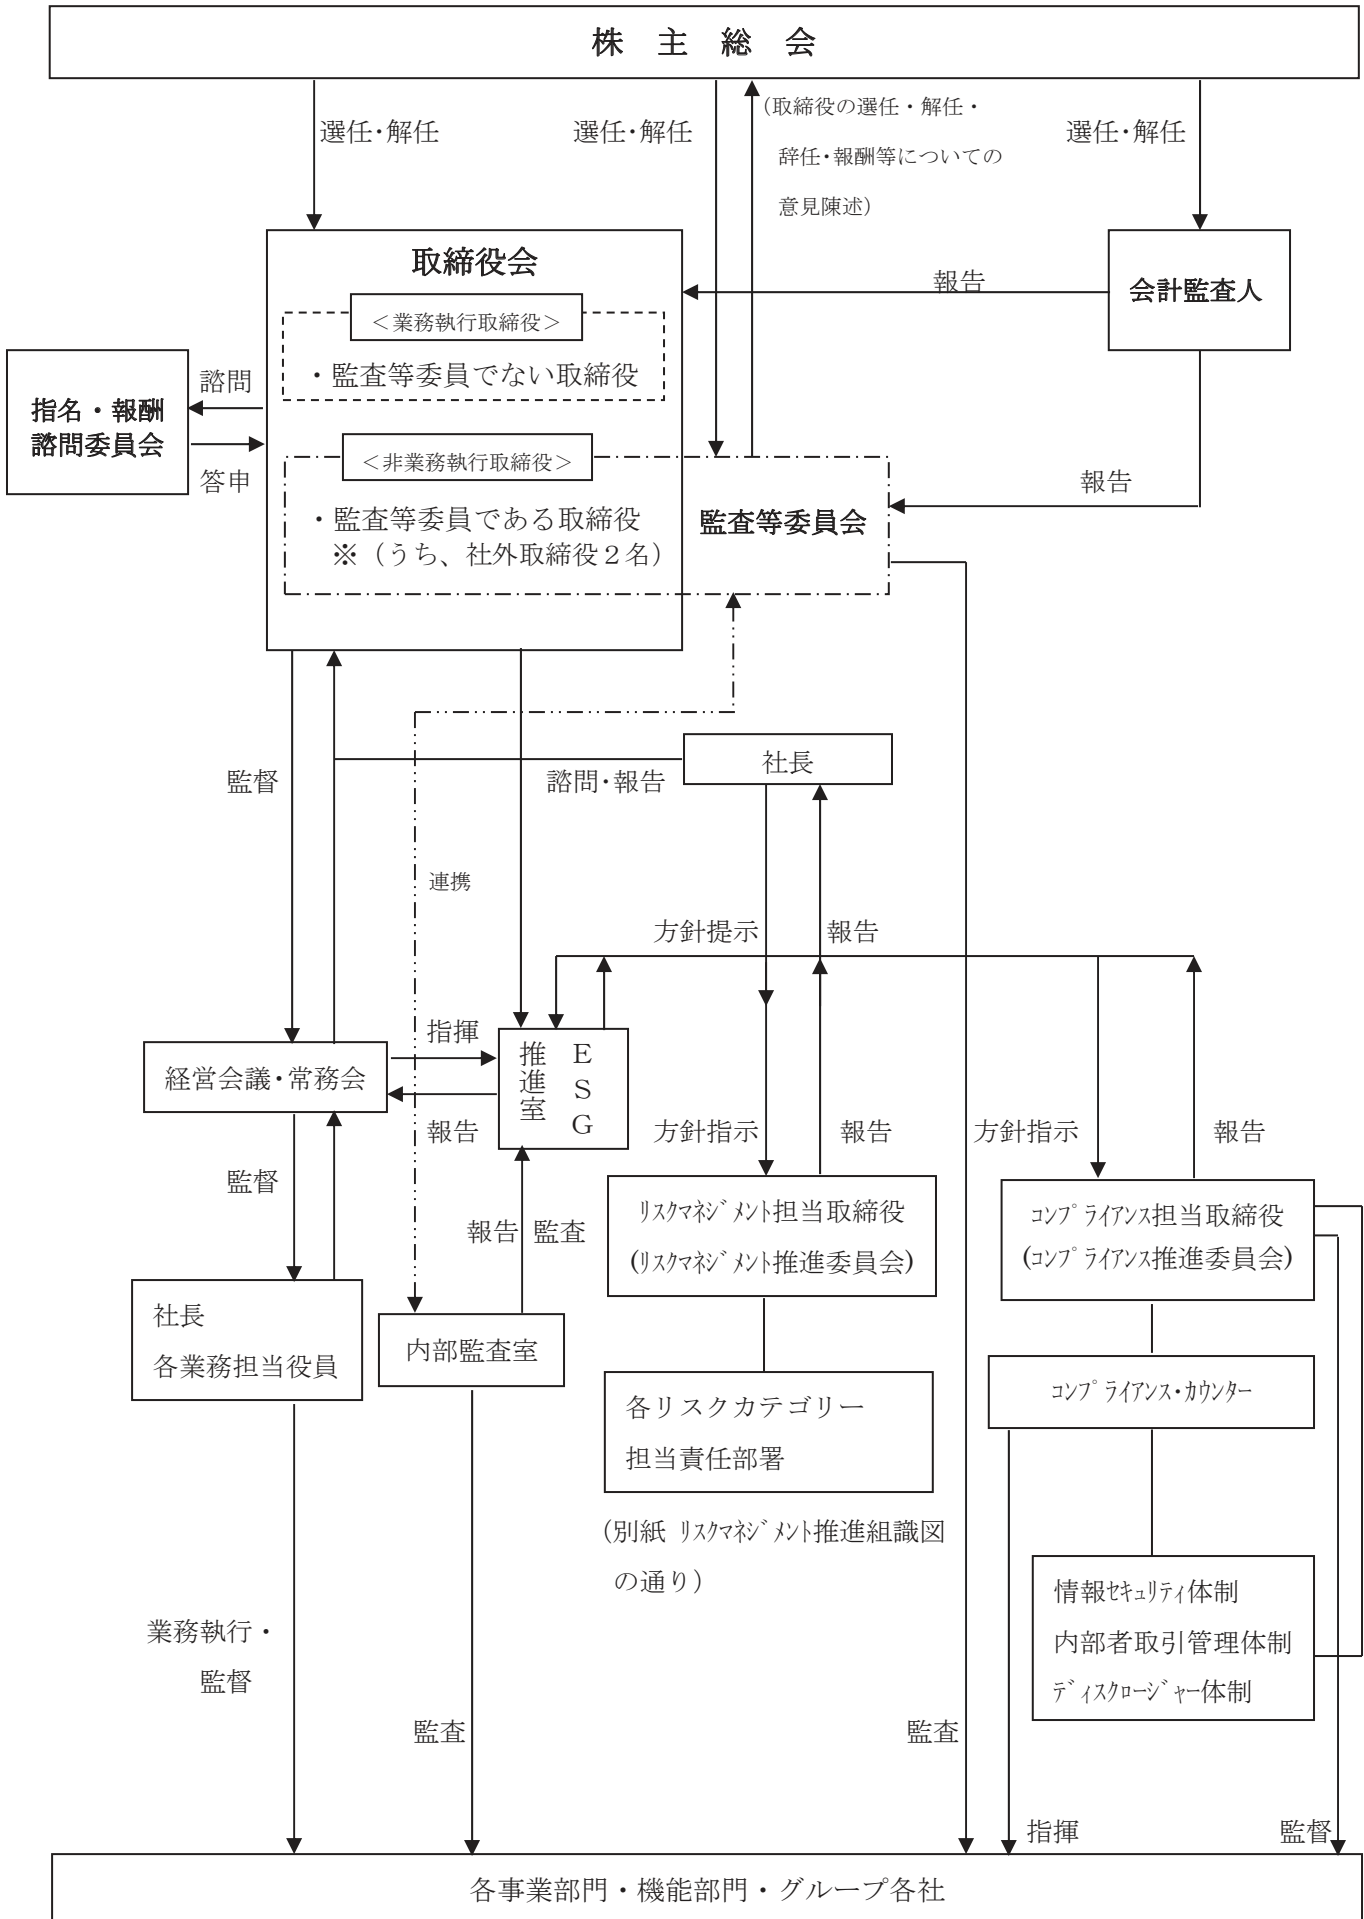 株　主　総　会
選任・解任
選任・解任
（取締役の選任・解任・
辞任・報酬等についての
意見陳述）
選任・解任
取締役会
＜業務執行取締役＞
・監査等委員でない取締役
報告
会計監査人
諮問
指名・報酬
諮問委員会
答申
＜非業務執行取締役＞
・監査等委員である取締役
※（うち、社外取締役２名）
監査等委員会
報告
社長
監督
諮問・報告
連携
方針提示
報告
指揮
経営会議・常務会
ＥＳＧ
推進室
報告
方針指示
報告
方針指示
報告
監督
報告
監査
ﾘｽｸﾏﾈｼﾞﾒﾝﾄ担当取締役
(ﾘｽｸﾏﾈｼﾞﾒﾝﾄ推進委員会)
ｺﾝﾌﾟﾗｲｱﾝｽ担当取締役
(ｺﾝﾌﾟﾗｲｱﾝｽ推進委員会)
社長
各業務担当役員
内部監査室
ｺﾝﾌﾟﾗｲｱﾝｽ・ｶｳﾝﾀｰ
各リスクカテゴリー
担当責任部署
（別紙 ﾘｽｸﾏﾈｼﾞﾒﾝﾄ推進組識図
の通り）
情報ｾｷｭﾘﾃｨ体制
内部者取引管理体制
ﾃﾞｨｽｸﾛｰｼﾞｬｰ体制
業務執行・
監督
監査
監査
指揮
監督
各事業部門・機能部門・グループ各社